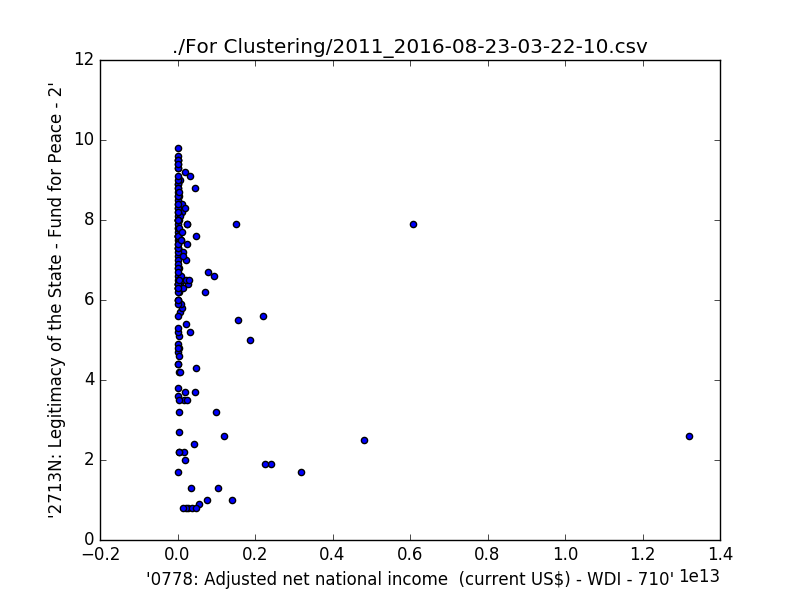 ./For Clustering/2011_2016-08-23-03-22-10.csv
12
10
8
6
4
2
0
'2713N: Legitimacy of the State - Fund for Peace - 2'
−0.2 0.0 0.2 0.4 0.6 0.8 1.0 1.2 1.4
1e13
'0778: Adjusted net national income  (current US$) - WDI - 710'